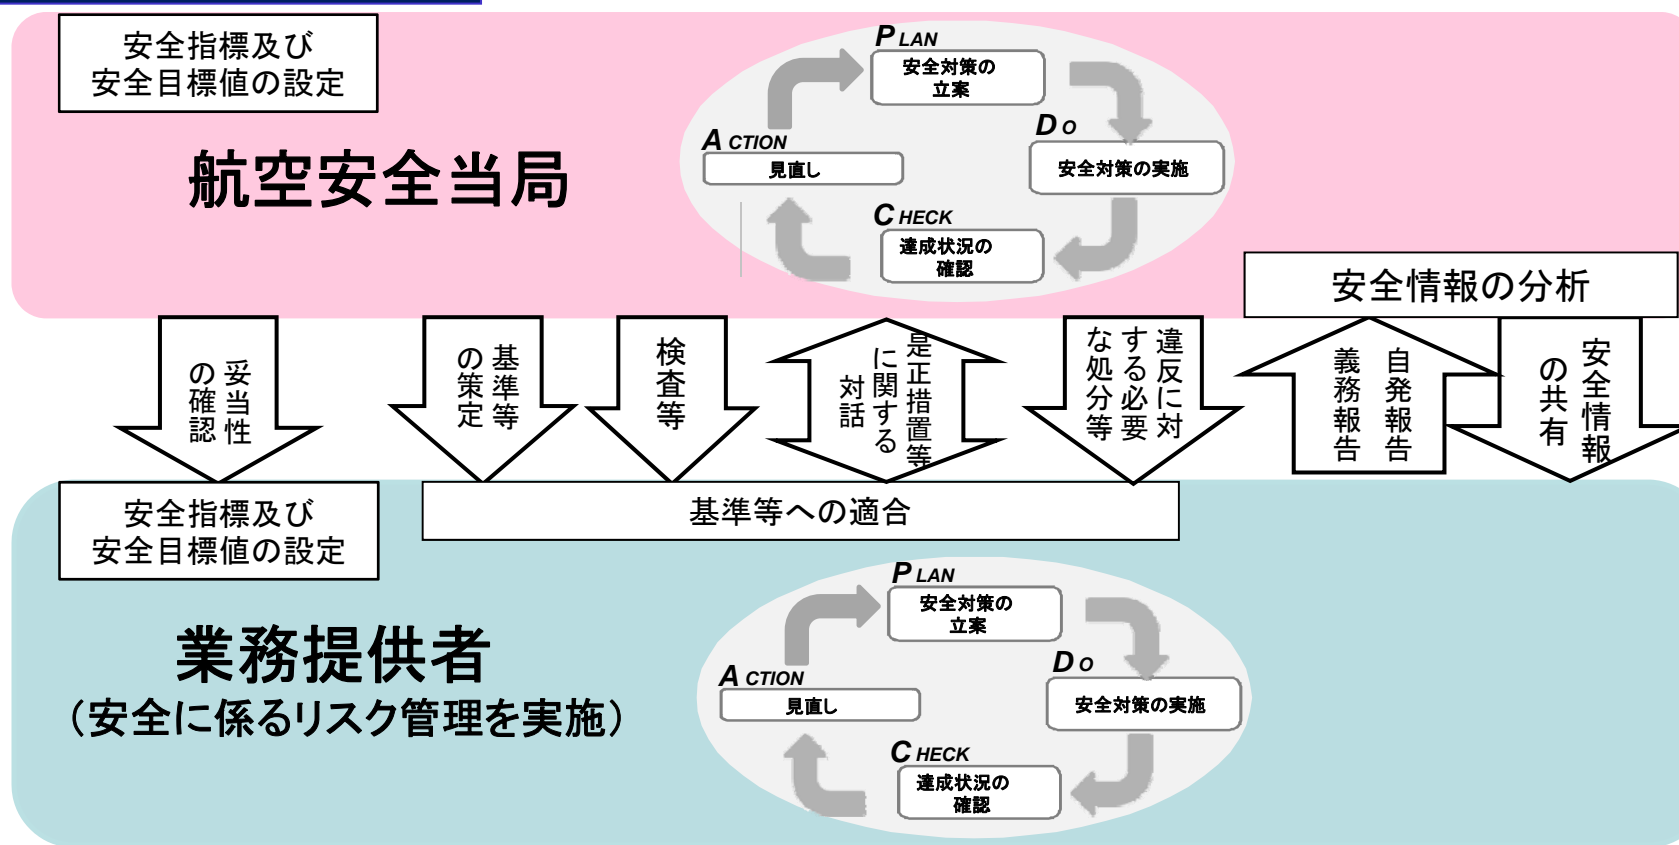 安全指標及び
安全目標値の設定
航空安全当局
PLAN
安全対策の
立案
DO
安全対策の実施
CHECK
達成状況の
確認
ACTION
見直し
安全情報の分析
妥当性
の確認
基準等
の策定
検査等
是正措置等
に関する
対話
違反に対
する必要
な処分等
自発報告
義務報告
安全情報
の共有
安全指標及び
安全目標値の設定
基準等への適合
業務提供者
（安全に係るリスク管理を実施）
PLAN
安全対策の
立案
DO
安全対策の実施
CHECK
達成状況の
確認
ACTION
見直し